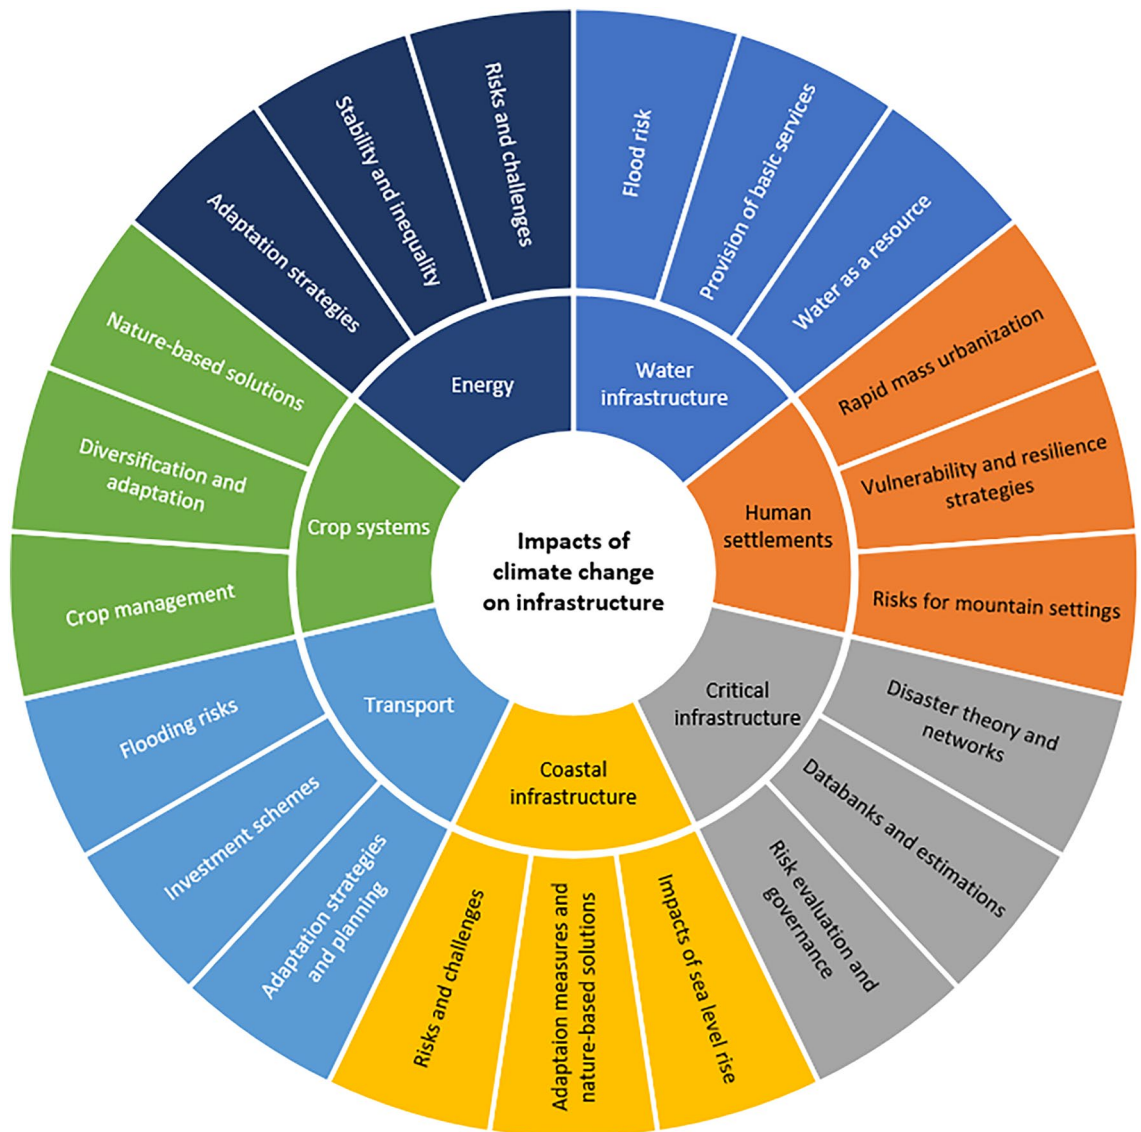 Impacts of
climate change
on infrastructure
Water
infrastructure
Flood risk
Provision of basic services
Water as a resource
Human
settlements
Rapid mass urbanization
Vulnerability and resilience
strategies
Risks for mountain settings
Critical
infrastructure
Disaster theory and
networks
Databanks and estimations
Risk evaluation and
governance
Coastal
infrastructure
Impacts of sea level rise
Adaptaion measures and
nature-based solutions
Risks and challenges
Transport
Adaptation strategies
and planning
Investment schemes
Flooding risks
Crop systems
Crop management
Diversification and
adaptation
Nature-based solutions
Energy
Adaptation strategies
Stability and inequality
Risks and challenges